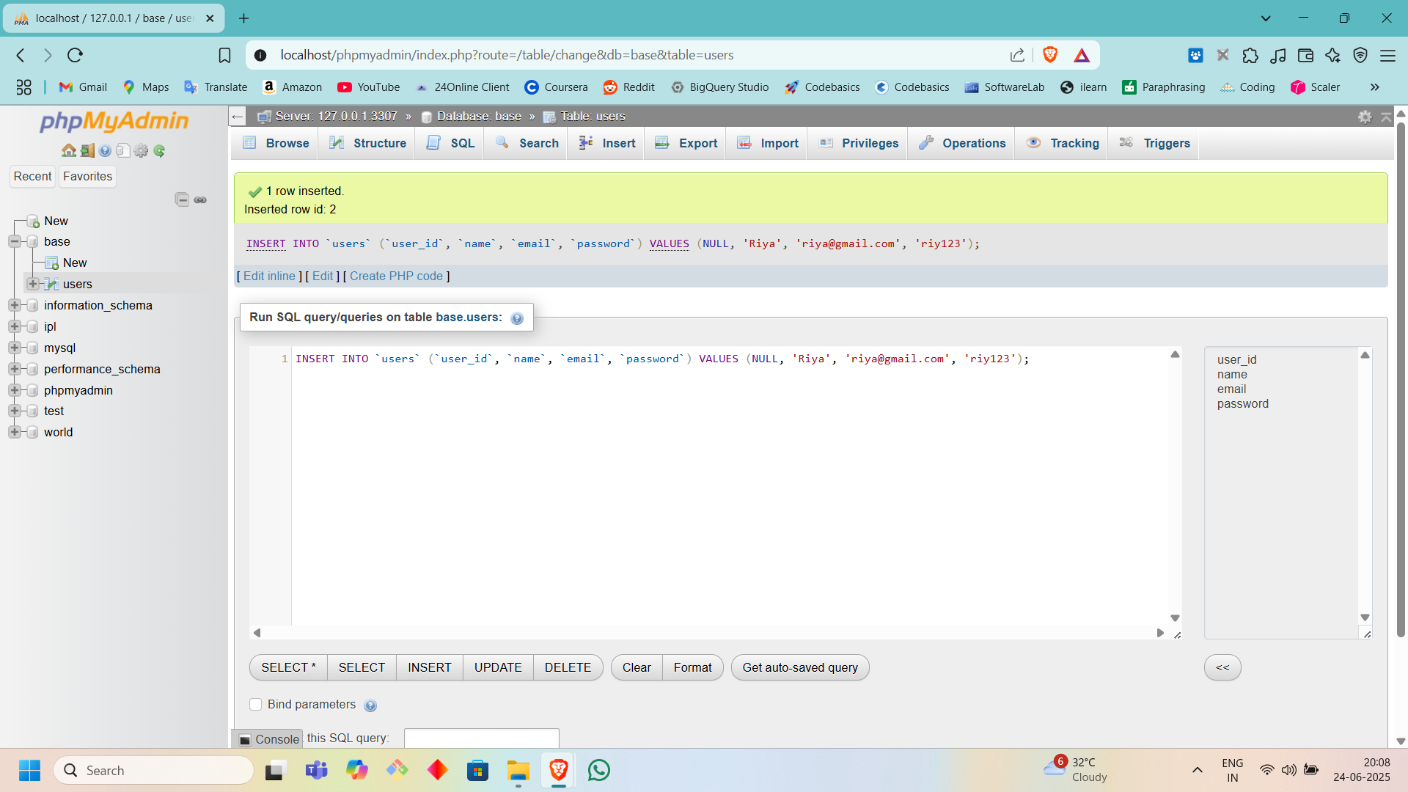 localhost / 127.0.0.1 / base / use
localhost/phpmyadmin/index.php?route=/table/change&db=base&table=users
Gmail Maps Translate Amazon YouTube 24Online Client Coursera Reddit BigQuery Studio Codebasics Codebasics SoftwareLab ilearn Paraphrasing Coding Scaler
phpMyAdmin
Recent Favorites
New
base
New
users
information_schema
ipl
mysql
performance_schema
phpmyadmin
test
world
Server: 127.0.0.1:3307 » Database: base » Table: users
Browse Structure SQL Search Insert Export Import Privileges Operations Tracking Triggers
1 row inserted.
Inserted row id: 2
INSERT INTO `users` (`user_id`, `name`, `email`, `password`) VALUES (NULL, 'Riya', 'riya@gmail.com', 'riy123');
[ Edit inline ] [ Edit ] [ Create PHP code ]
Run SQL query/queries on table base.users:
1 INSERT INTO `users` (`user_id`, `name`, `email`, `password`) VALUES (NULL, 'Riya', 'riya@gmail.com', 'riy123');
user_id
name
email
password
SELECT * SELECT INSERT UPDATE DELETE Clear Format Get auto-saved query <<
Bind parameters
Console this SQL query:
Search
6
32°C
Cloudy
ENG
IN
20:08
24-06-2025